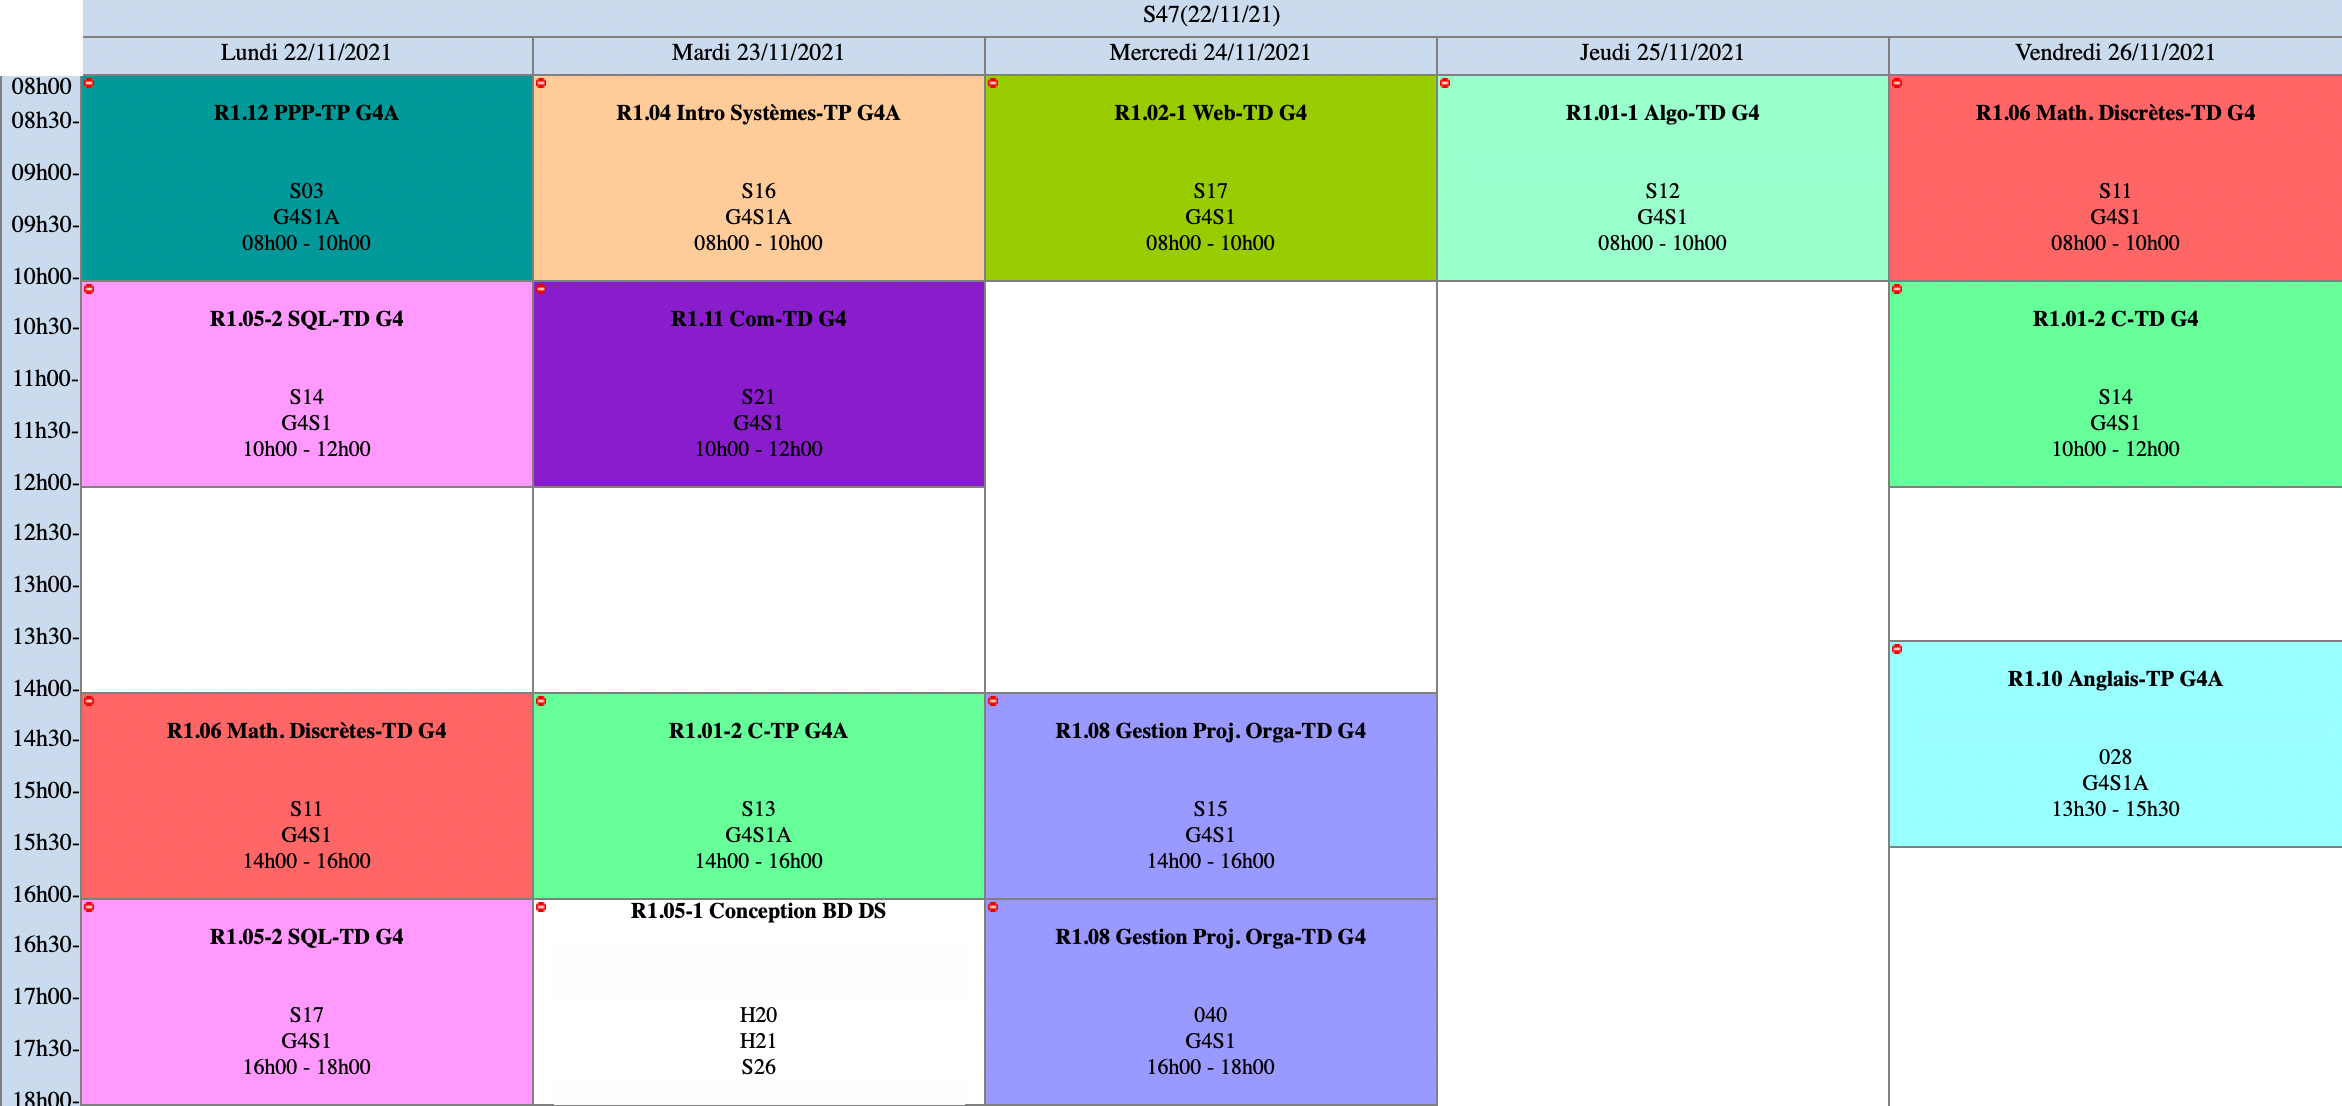 S47(22/11/21)
Lundi 22/11/2021
Mardi 23/11/2021
Mercredi 24/11/2021
Jeudi 25/11/2021
Vendredi 26/11/2021
08h00
08h30-
09h00-
09h30-
10h00-
10h30-
11h00-
11h30-
12h00-
12h30-
13h00-
13h30-
14h00-
14h30-
15h00-
15h30-
16h00-
16h30-
17h00-
17h30-
18h00-
R1.12 PPP-TP G4A
S03
G4S1A
08h00 - 10h00
R1.05-2 SQL-TD G4
S14
G4S1
10h00 - 12h00
R1.06 Math. Discrètes-TD G4
S11
G4S1
14h00 - 16h00
R1.05-2 SQL-TD G4
S17
G4S1
16h00 - 18h00
R1.04 Intro Systèmes-TP G4A
S16
G4S1A
08h00 - 10h00
R1.11 Com-TD G4
S21
G4S1
10h00 - 12h00
R1.01-2 C-TP G4A
S13
G4S1A
14h00 - 16h00
R1.05-1 Conception BD DS
H20
H21
S26
R1.02-1 Web-TD G4
S17
G4S1
08h00 - 10h00
R1.08 Gestion Proj. Orga-TD G4
S15
G4S1
14h00 - 16h00
R1.08 Gestion Proj. Orga-TD G4
040
G4S1
16h00 - 18h00
R1.01-1 Algo-TD G4
S12
G4S1
08h00 - 10h00
R1.06 Math. Discrètes-TD G4
S11
G4S1
08h00 - 10h00
R1.01-2 C-TD G4
S14
G4S1
10h00 - 12h00
R1.10 Anglais-TP G4A
028
G4S1A
13h30 - 15h30